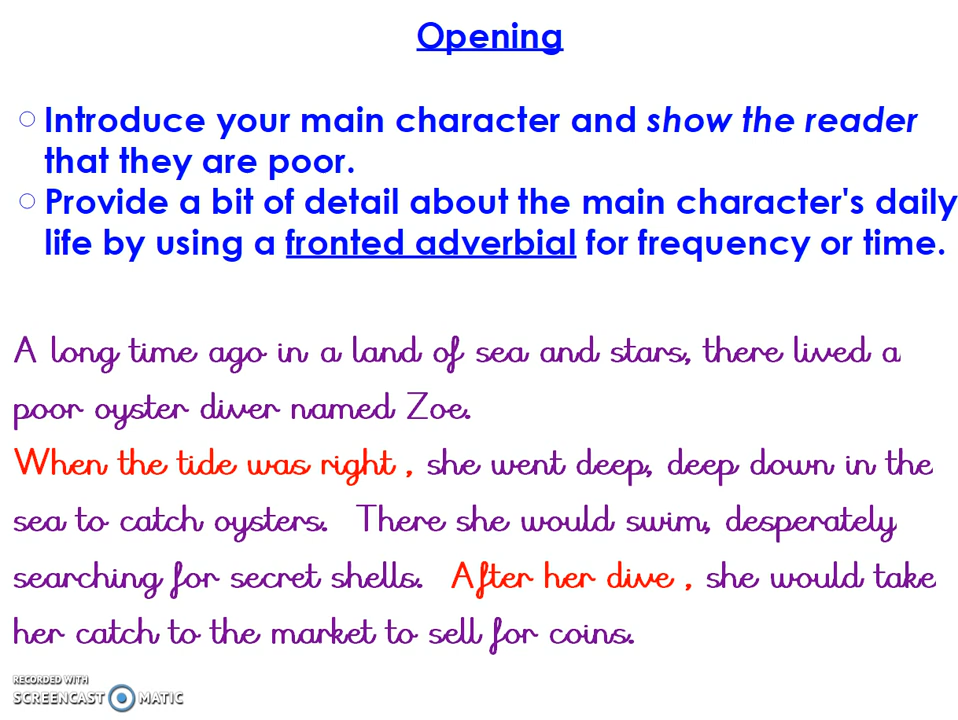 Opening
Introduce your main character and show the reader
that they are poor.
Provide a bit of detail about the main character's daily
life by using a fronted adverbial for frequency or time.
A long time ago in a land of sea and stars, there lived a
poor oyster diver named Zoe.
When the tide was right , she went deep, deep down in the
sea to catch oysters. There she would swim, desperately
searching for secret shells. After her dive , she would take
her catch to the market to sell for coins.
RECORDED WITH
SCREENCAST MATIC